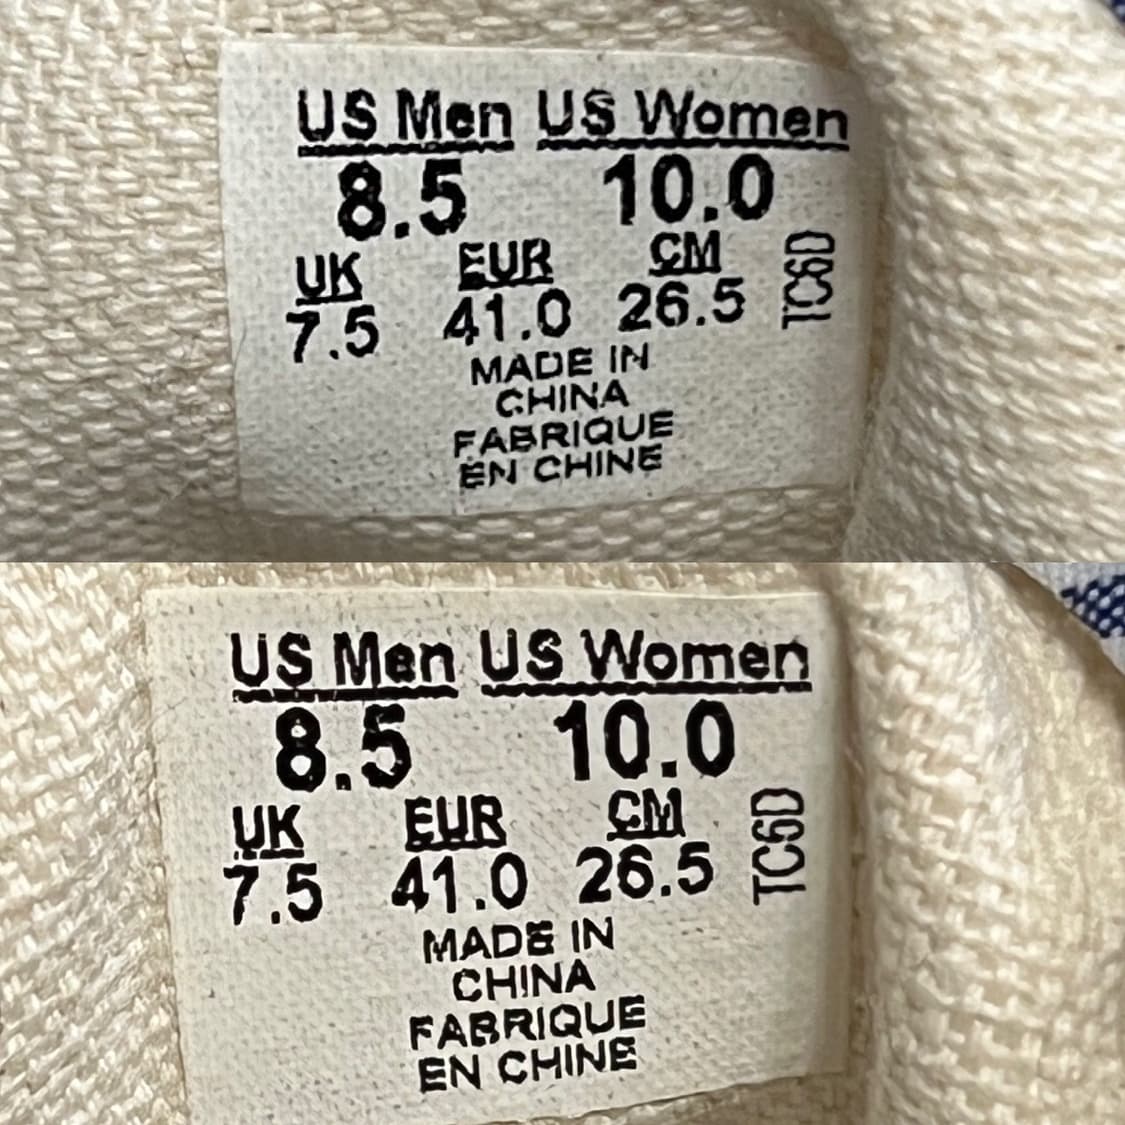 US Men US Women
8.5 10.0
UK EUR CM
7.5 41.0 26.5
TC6D
MADE IN
CHINA
FABRIQUE
EN CHINE
US Men US Women
8.5 10.0
UK EUR CM
7.5 41.0 26.5
TC6D
MADE IN
CHINA
FABRIQUE
EN CHINE